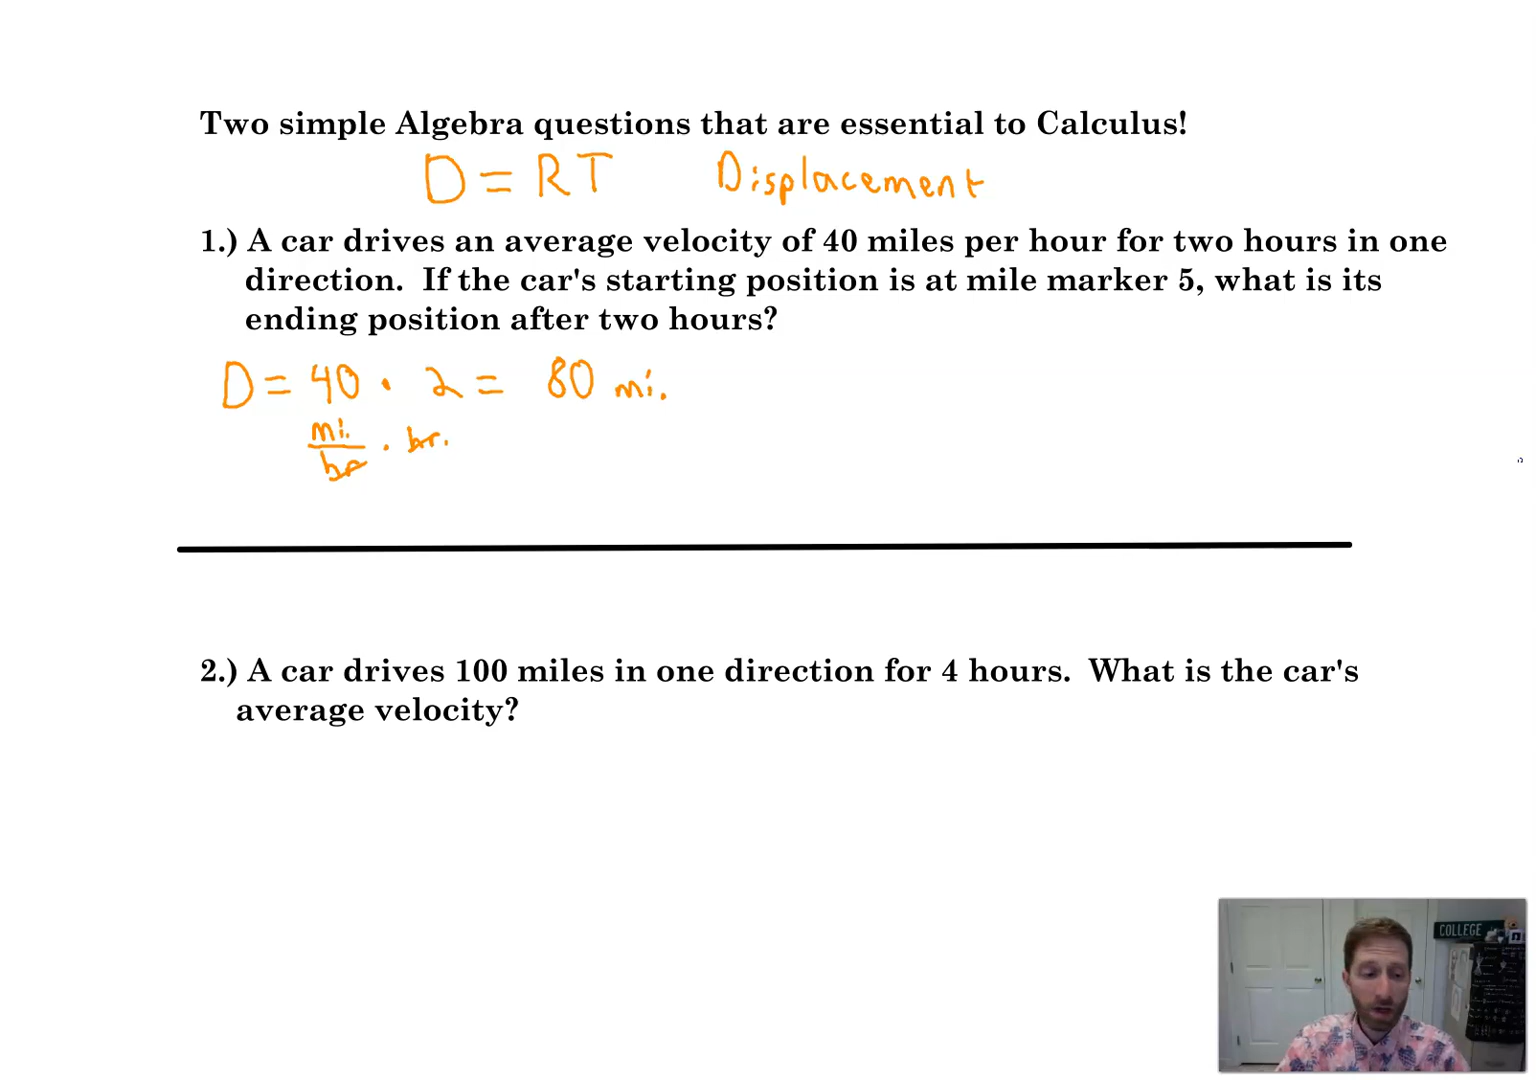 Two simple Algebra questions that are essential to Calculus!
D = RT Displacement
1.) A car drives an average velocity of 40 miles per hour for two hours in one
direction. If the car's starting position is at mile marker 5, what is its
ending position after two hours?
D = 40 · 2 = 80 mi.
mi.
hr · hr.
2.) A car drives 100 miles in one direction for 4 hours. What is the car's
average velocity?
COLLEGE